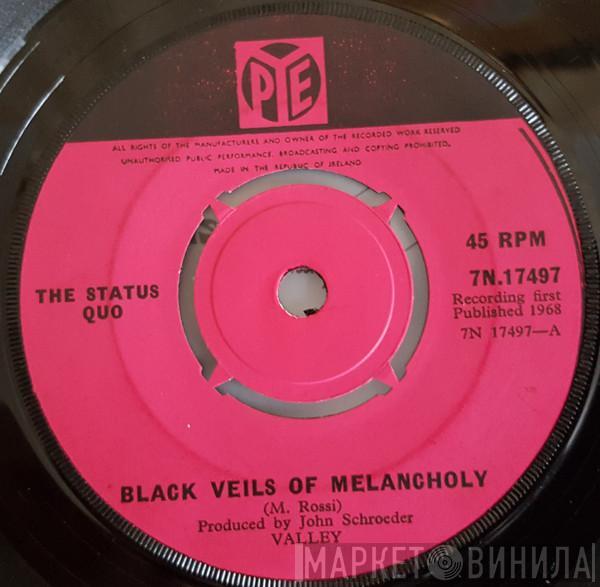 PYE
ALL RIGHTS OF THE MANUFACTURERS AND OWNER OF THE RECORDED WORK RESERVED
UNAUTHORISED PUBLIC PERFORMANCE, BROADCASTING AND COPYING PROHIBITED.
MADE IN THE REPUBLIC OF IRELAND
45 RPM
7N.17497
THE STATUS QUO
Recording first
Published 1968
7N 17497—A
BLACK VEILS OF MELANCHOLY
(M. Rossi)
Produced by John Schroeder
VALLEY
МАРКЕТ ВИНИЛА